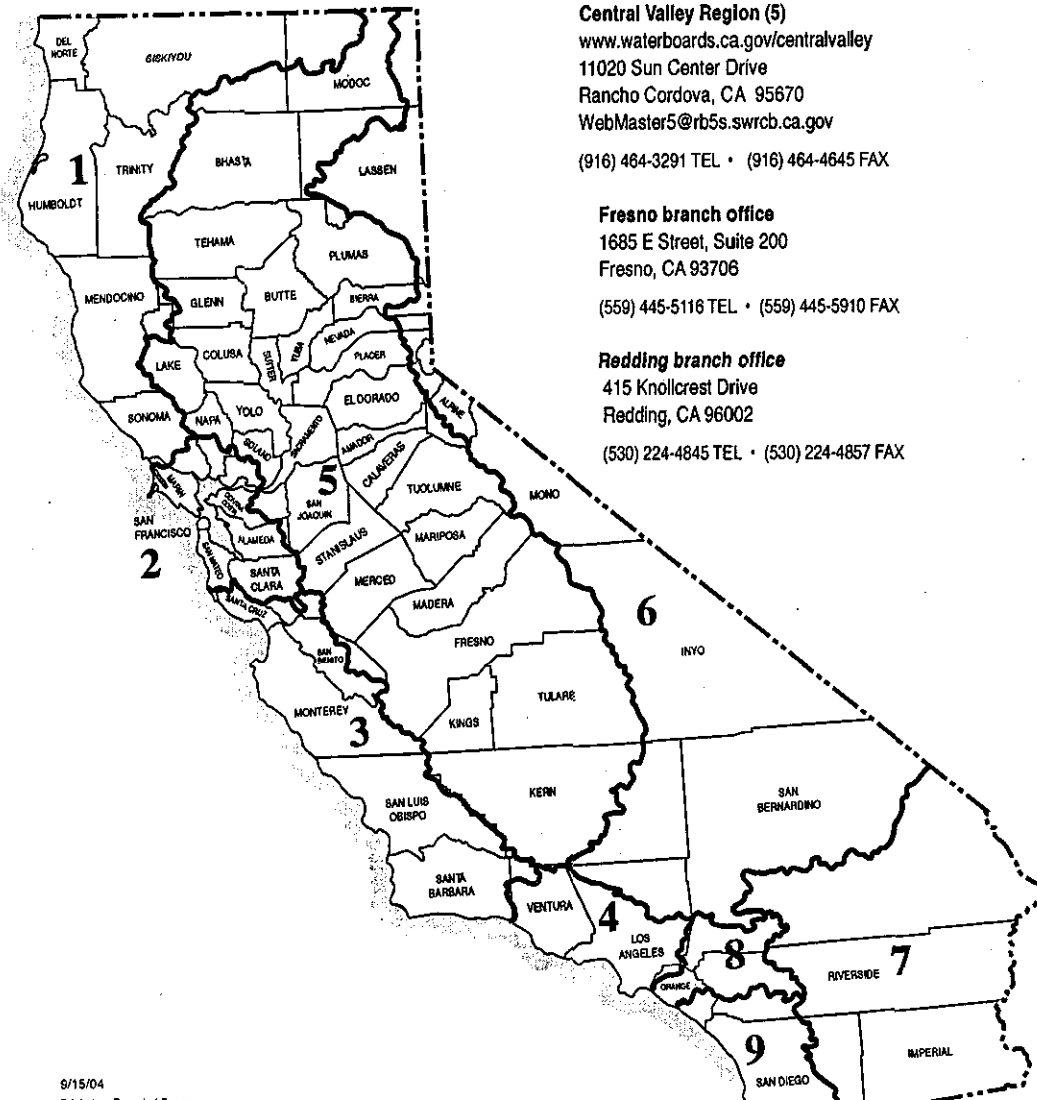 Central Valley Region (5)
www.waterboards.ca.gov/centralvalley
11020 Sun Center Drive
Rancho Cordova, CA 95670
WebMaster5@rb5s.swrcb.ca.gov
(916) 464-3291 TEL • (916) 464-4645 FAX
Fresno branch office
1685 E Street, Suite 200
Fresno, CA 93706
(559) 445-5116 TEL • (559) 445-5910 FAX
Redding branch office
415 Knollcrest Drive
Redding, CA 96002
(530) 224-4845 TEL • (530) 224-4857 FAX
DEL
NORTE
SISKIYOU
MODOC
1
TRINITY
SHASTA
LASSEN
HUMBOLDT
TEHAMA
PLUMAS
MENDOCINO
GLENN
BUTTE
SIERRA
LAKE
COLUSA
SUTTER
YUBA
NEVADA
PLACER
SONOMA
NAPA
YOLO
EL DORADO
ALPINE
SOLANO
SACRAMENTO
AMADOR
CALAVERAS
MARIN
CONTRA
COSTA
5
SAN
JOAQUIN
TUOLUMNE
MONO
SAN
FRANCISCO
ALAMEDA
STANISLAUS
MARIPOSA
2
SAN MATEO
SANTA
CLARA
MERCED
SANTA CRUZ
MADERA
6
SAN
BENITO
FRESNO
INYO
MONTEREY
3
KINGS
TULARE
SAN LUIS
OBISPO
KERN
SAN
BERNARDINO
SANTA
BARBARA
VENTURA
4
LOS
ANGELES
8
ORANGE
RIVERSIDE
7
9
SAN DIEGO
IMPERIAL
9/15/04